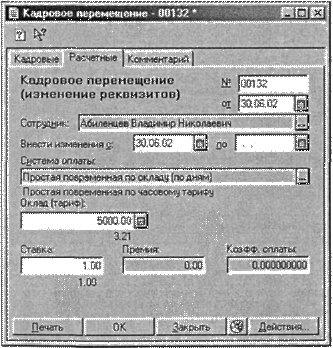 Кадровое перемещение - 00132 *
Кадровые Расчетные Комментарий
Кадровое перемещение № 00132
(изменение реквизитов) от 30.06.02
Сотрудник: Абиленцев Владимир Николаевич ...
Внести изменения с: 30.06.02 по . .
Система оплаты:
Простая повременная по окладу (по дням) ...
Простая повременная по часовому тарифу
Оклад (тариф):
5000.00
3.21
Ставка: Премия: Коэфф. оплаты:
1.00 0.00 0.000000000
1.00
Печать OK Закрыть Действия...